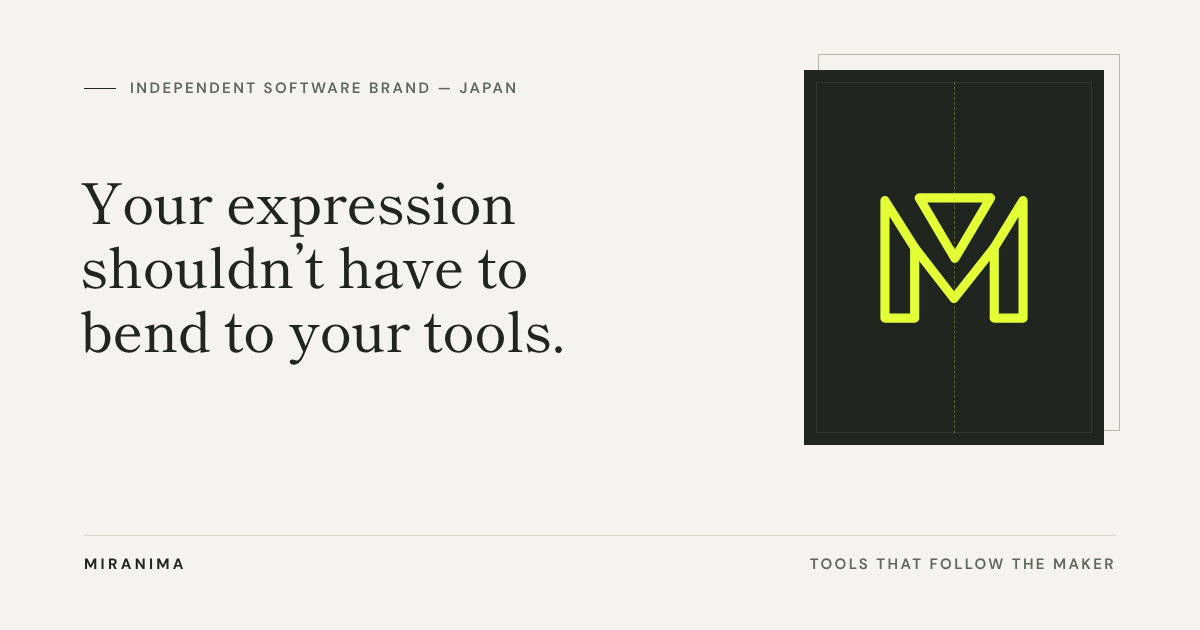 INDEPENDENT SOFTWARE BRAND — JAPAN
Your expression
shouldn’t have to
bend to your tools.
MIRANIMA
TOOLS THAT FOLLOW THE MAKER